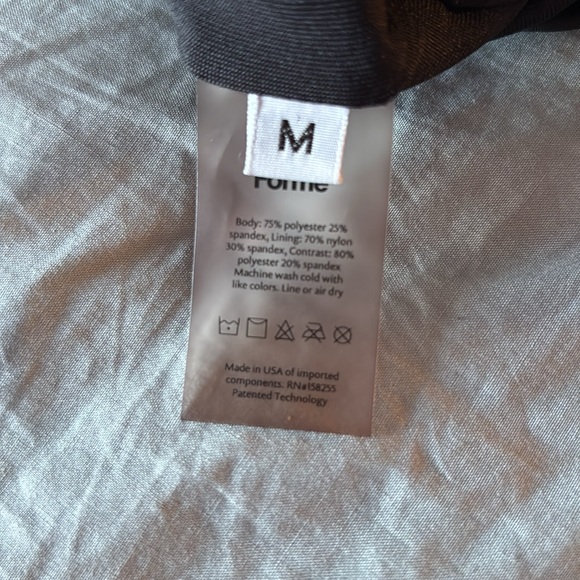 M
Forme
Body: 75% polyester 25%
spandex, Lining: 70% nylon
30% spandex, Contrast: 80%
polyester 20% spandex
Machine wash cold with
like colors. Line or air dry
Made in USA of imported
components. RN#158255
Patented Technology